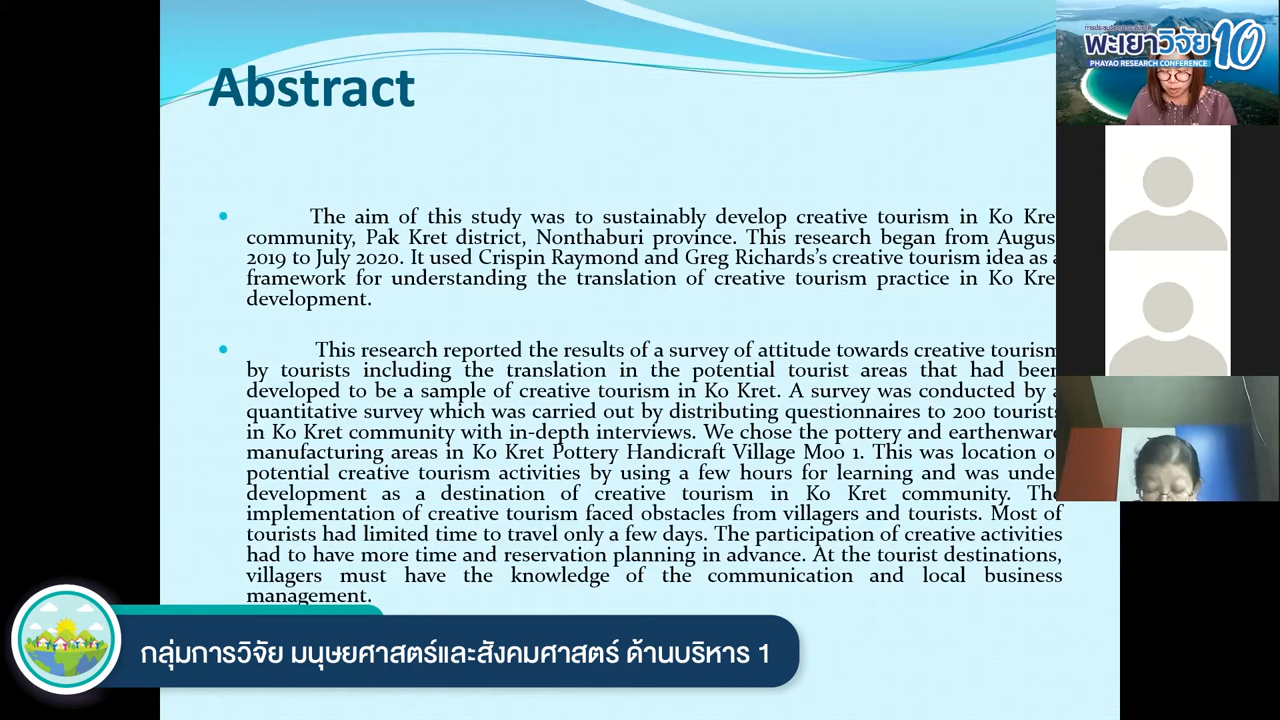 Abstract
พะเยาวิจัย 10
PHAYAO RESEARCH CONFERENCE
The aim of this study was to sustainably develop creative tourism in Ko Kre
community, Pak Kret district, Nonthaburi province. This research began from Augus
2019 to July 2020. It used Crispin Raymond and Greg Richards's creative tourism idea as a
framework for understanding the translation of creative tourism practice in Ko Kre
development.
This research reported the results of a survey of attitude towards creative tourism
by tourists including the translation in the potential tourist areas that had been
developed to be a sample of creative tourism in Ko Kret. A survey was conducted by a
quantitative survey which was carried out by distributing questionnaires to 200 tourists
in Ko Kret community with in-depth interviews. We chose the pottery and earthenware
manufacturing areas in Ko Kret Pottery Handicraft Village Moo 1. This was location o
potential creative tourism activities by using a few hours for learning and was unde
development as a destination of creative tourism in Ko Kret community. The
implementation of creative tourism faced obstacles from villagers and tourists. Most of
tourists had limited time to travel only a few days. The participation of creative activities
had to have more time and reservation planning in advance. At the tourist destinations,
villagers must have the knowledge of the communication and local business
management.
กลุ่มการวิจัย มนุษยศาสตร์และสังคมศาสตร์ ด้านบริหาร 1